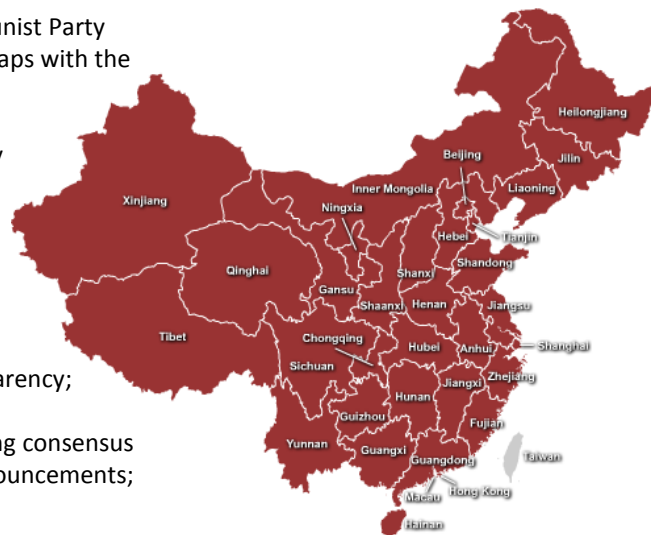 unist Party
aps with the
y
arency;
ng consensus
ouncements;
Heilongjiang
Jilin
Beijing
Liaoning
Inner Mongolia
Xinjiang
Ningxia
Hebei
Tianjin
Shandong
Qinghai
Shanxi
Gansu
Shaanxi
Henan
Jiangsu
Tibet
Chongqing
Hubei
Anhui
Shanghai
Sichuan
Zhejiang
Jiangxi
Hunan
Guizhou
Fujian
Yunnan
Guangxi
Guangdong
Taiwan
Macau
Hong Kong
Hainan